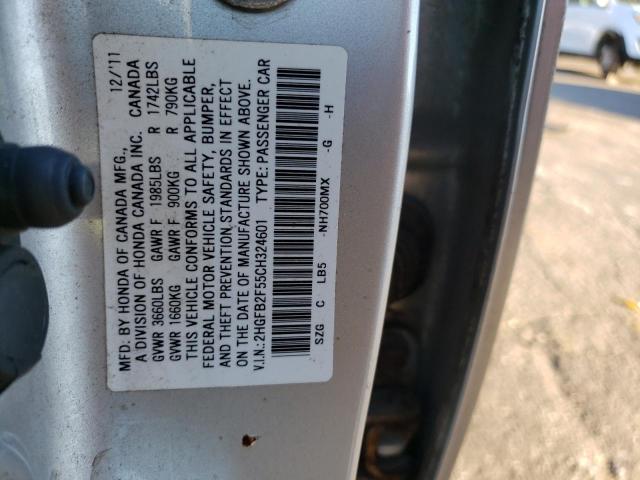 MFD. BY HONDA OF CANADA MFG., 12/'11
A DIVISION OF HONDA CANADA INC. CANADA
GVWR 3660LBS GAWR F 1985LBS R 1742LBS
GVWR 1660KG GAWR F 900KG R 790KG
THIS VEHICLE CONFORMS TO ALL APPLICABLE
FEDERAL MOTOR VEHICLE SAFETY, BUMPER,
AND THEFT PREVENTION STANDARDS IN EFFECT
ON THE DATE OF MANUFACTURE SHOWN ABOVE.
V.I.N.: 2HGFB2F55CH324601 TYPE: PASSENGER CAR
SZG C LB5 -NH700MX -G -H